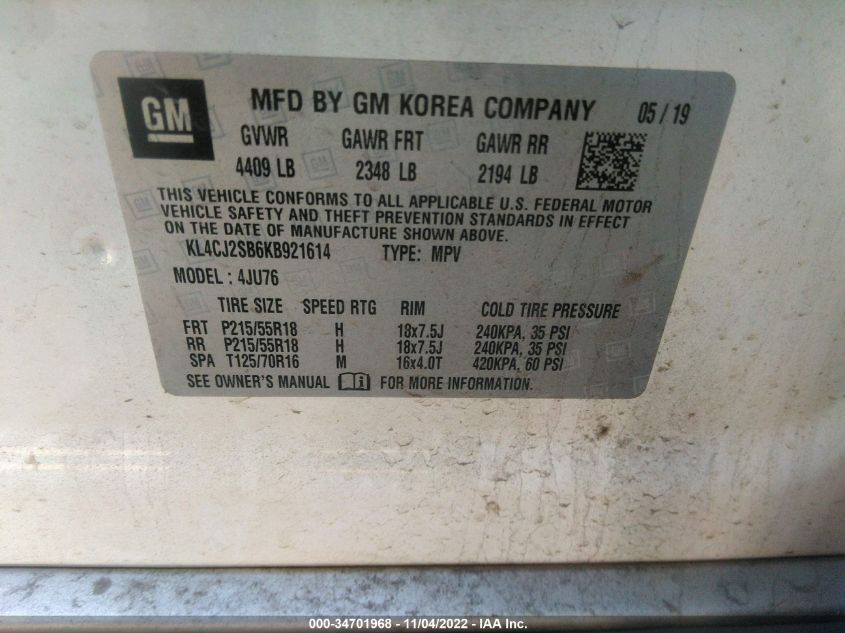 GM MFD BY GM KOREA COMPANY 05 / 19
GVWR GAWR FRT GAWR RR
4409 LB 2348 LB 2194 LB
THIS VEHICLE CONFORMS TO ALL APPLICABLE U.S. FEDERAL MOTOR
VEHICLE SAFETY AND THEFT PREVENTION STANDARDS IN EFFECT
ON THE DATE OF MANUFACTURE SHOWN ABOVE.
KL4CJ2SB6KB921614 TYPE: MPV
MODEL : 4JU76
TIRE SIZE SPEED RTG RIM COLD TIRE PRESSURE
FRT P215/55R18 H 18x7.5J 240KPA, 35 PSI
RR P215/55R18 H 18x7.5J 240KPA, 35 PSI
SPA T125/70R16 M 16x4.0T 420KPA, 60 PSI
SEE OWNER'S MANUAL FOR MORE INFORMATION.
000-34701968 - 11/04/2022 - IAA Inc.